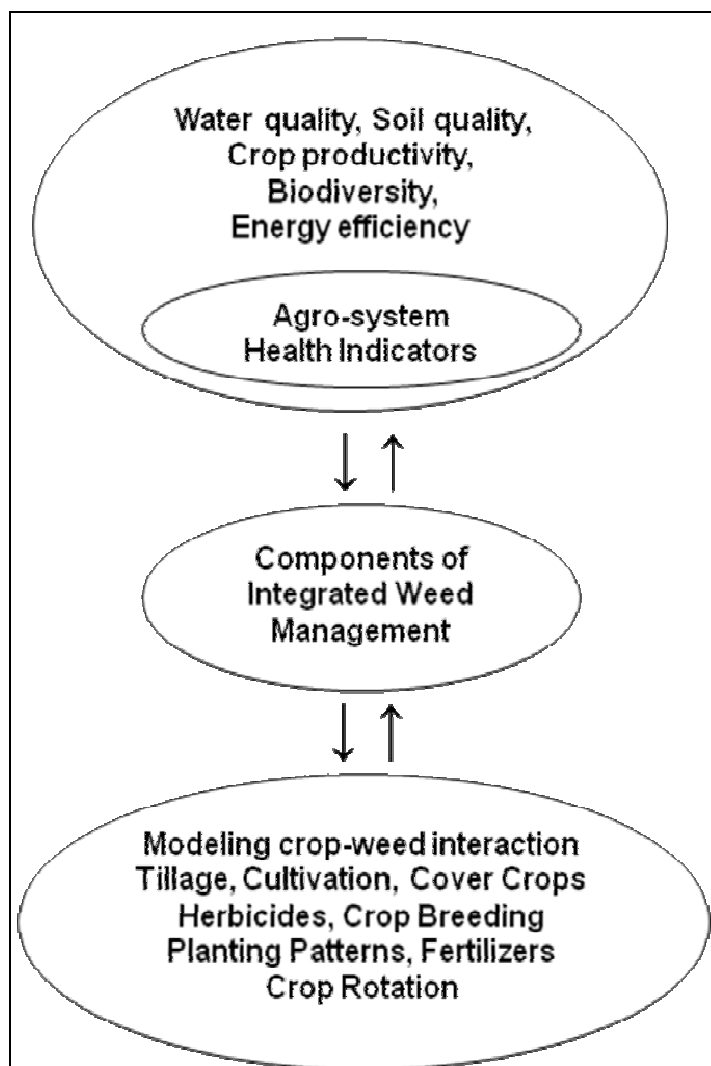 Water quality, Soil quality,
Crop productivity,
Biodiversity,
Energy efficiency
Agro-system
Health Indicators
Components of
Integrated Weed
Management
Modeling crop-weed interaction
Tillage, Cultivation, Cover Crops
Herbicides, Crop Breeding
Planting Patterns, Fertilizers
Crop Rotation